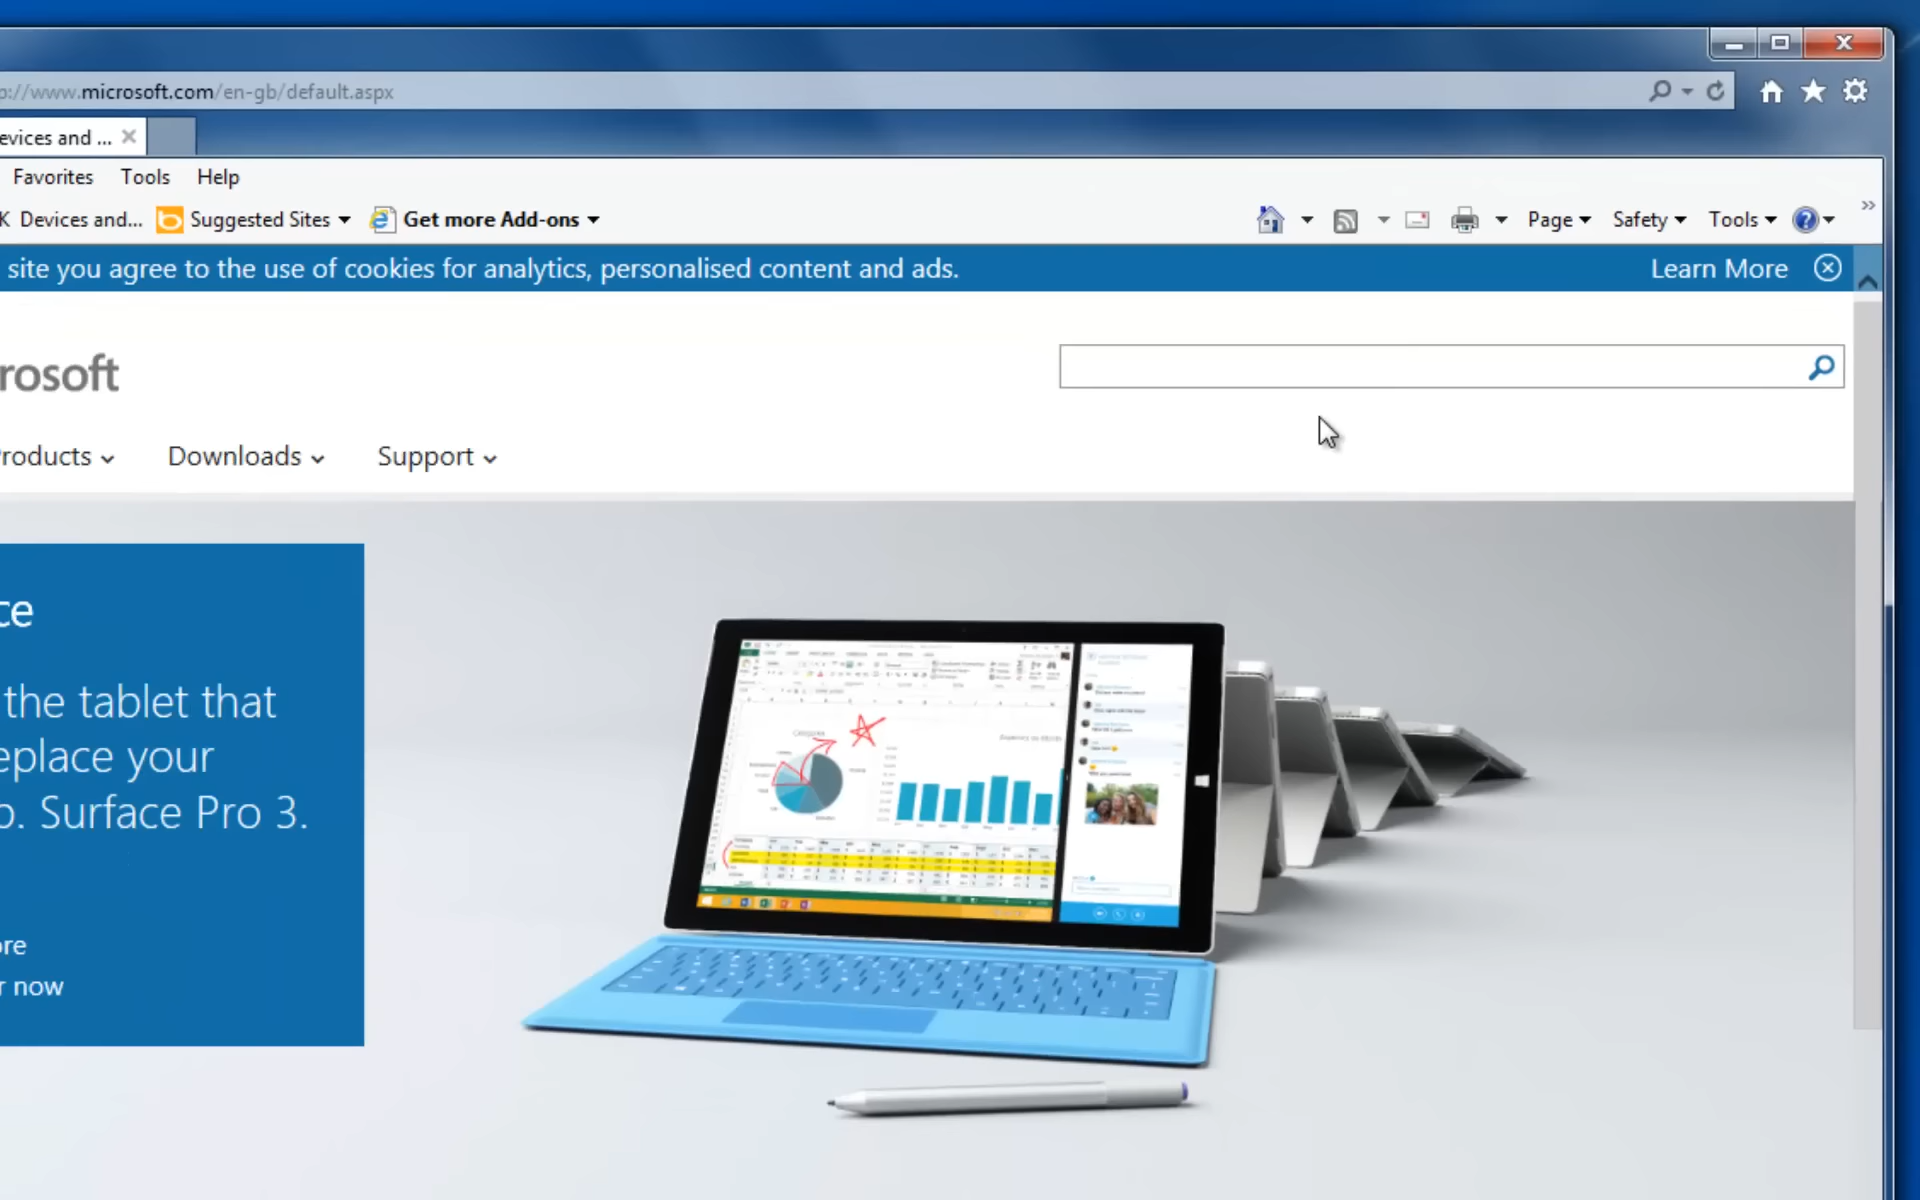 p://www.microsoft.com/en-gb/default.aspx
evices and ...
Favorites Tools Help
K Devices and... Suggested Sites Get more Add-ons Page Safety Tools
site you agree to the use of cookies for analytics, personalised content and ads. Learn More
rosoft
roducts Downloads Support
ce
the tablet that
eplace your
o. Surface Pro 3.
ore
r now